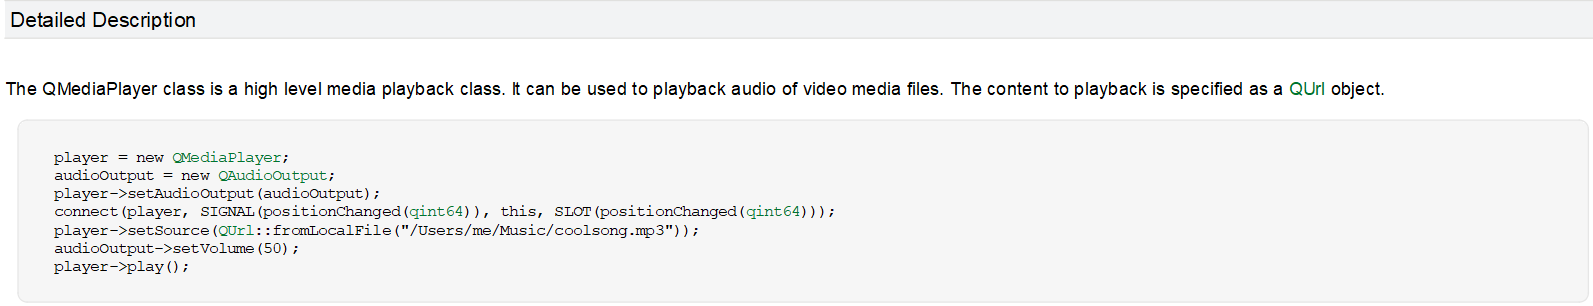 Detailed Description
The QMediaPlayer class is a high level media playback class. It can be used to playback audio of video media files. The content to playback is specified as a QUrl object.
player = new QMediaPlayer;
audioOutput = new QAudioOutput;
player->setAudioOutput(audioOutput);
connect(player, SIGNAL(positionChanged(qint64)), this, SLOT(positionChanged(qint64)));
player->setSource(QUrl::fromLocalFile("/Users/me/Music/coolsong.mp3"));
audioOutput->setVolume(50);
player->play();